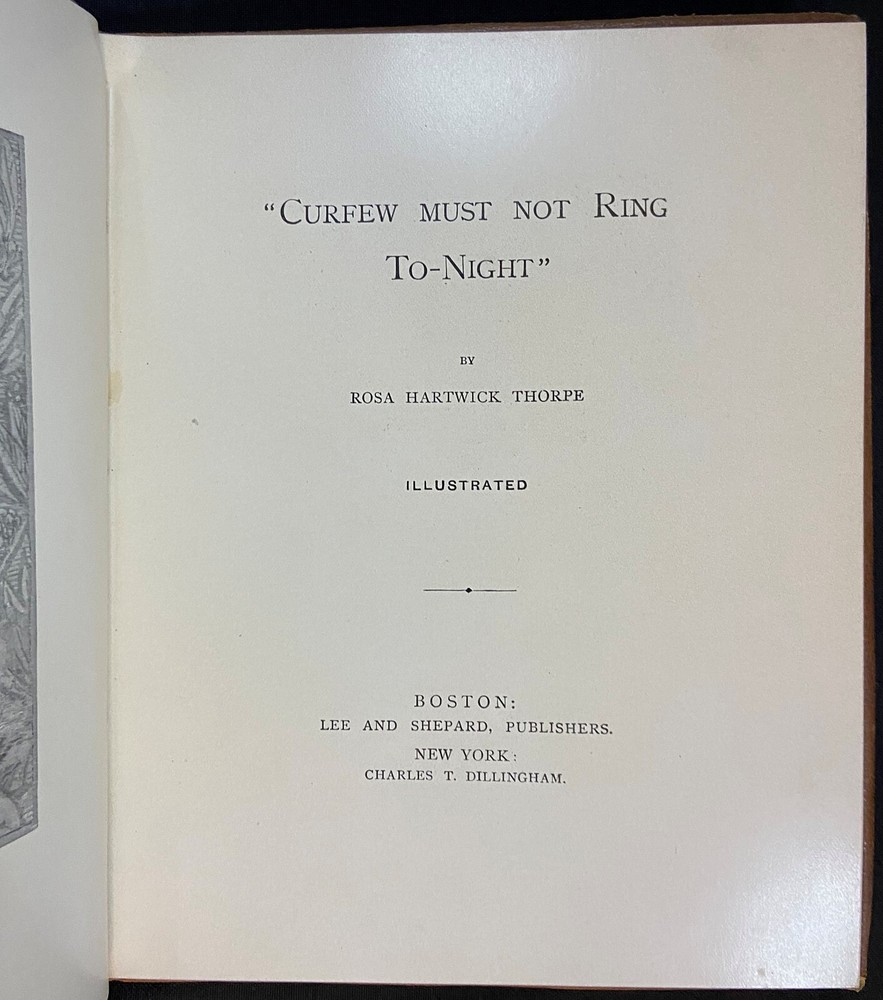 “CURFEW MUST NOT RING
TO-NIGHT”
BY
ROSA HARTWICK THORPE
ILLUSTRATED
BOSTON:
LEE AND SHEPARD, PUBLISHERS.
NEW YORK:
CHARLES T. DILLINGHAM.